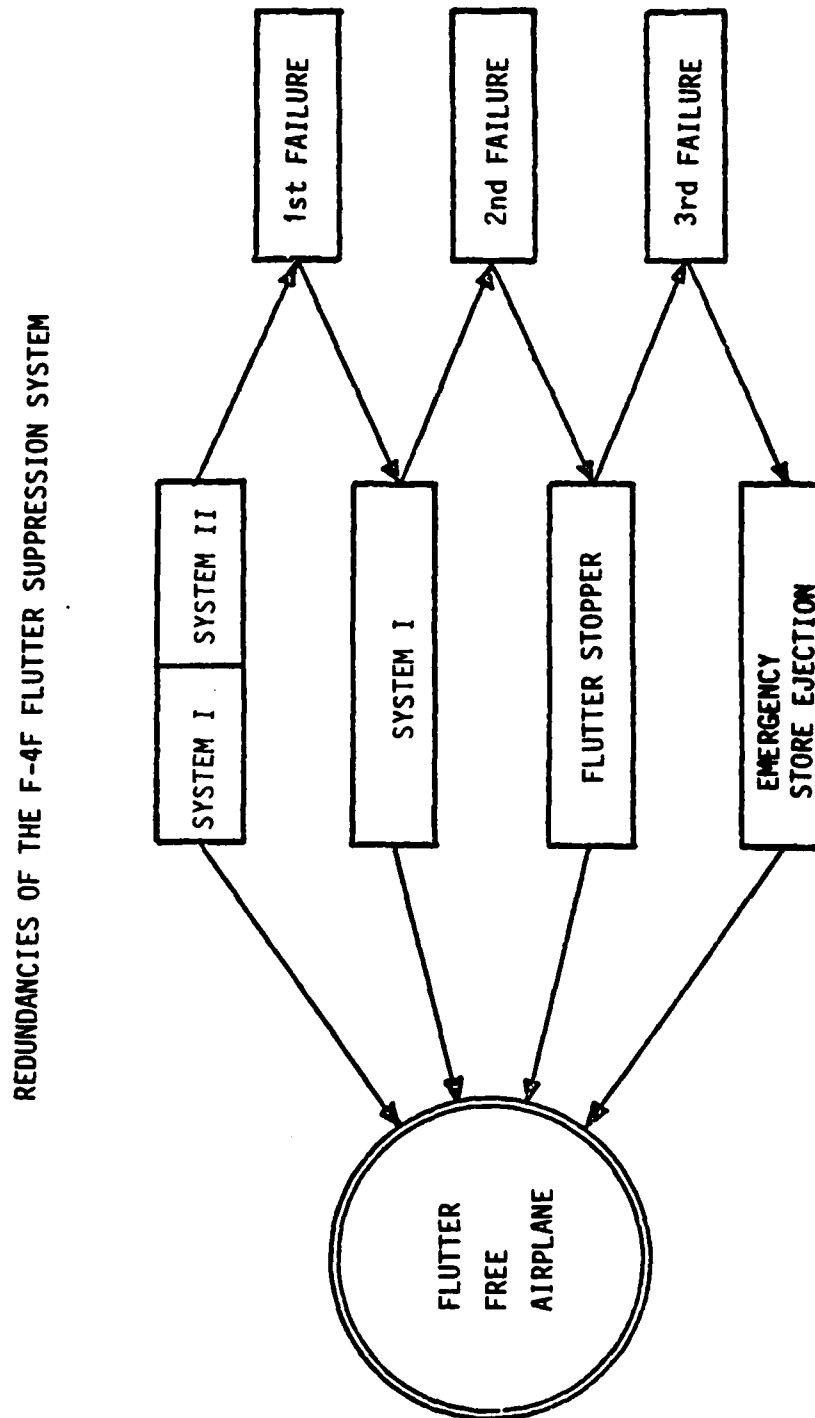 REDUNDANCIES OF THE F-4F FLUTTER SUPPRESSION SYSTEM
FLUTTER
FREE
AIRPLANE
SYSTEM I
SYSTEM II
1st FAILURE
SYSTEM I
2nd FAILURE
FLUTTER STOPPER
3rd FAILURE
EMERGENCY
STORE EJECTION